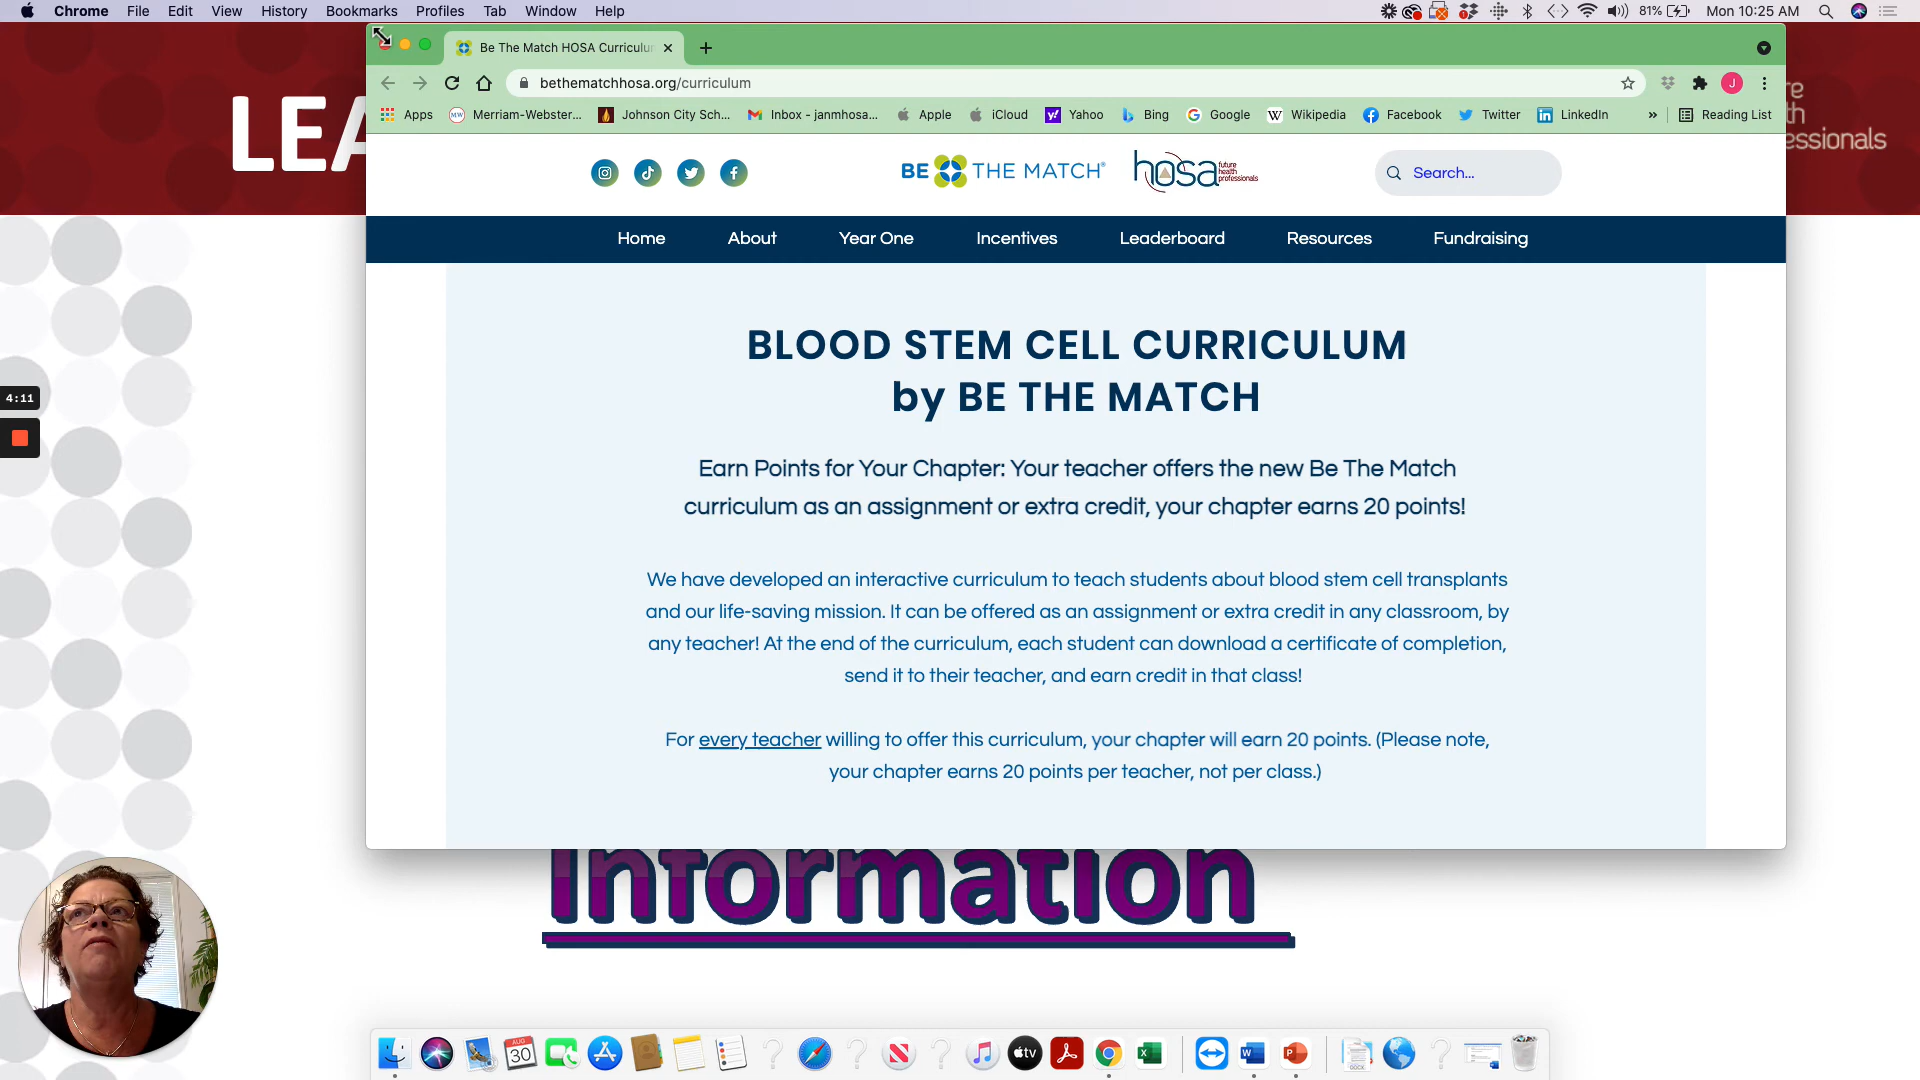 Chrome File Edit View History Bookmarks Profiles Tab Window Help
81% Mon 10:25 AM
Be The Match HOSA Curriculum
bethematchhosa.org/curriculum
J
Apps Merriam-Webster... Johnson City Sch... Inbox - janmhosa... Apple iCloud Yahoo Bing Google Wikipedia Facebook Twitter LinkedIn » Reading List
BE THE MATCH® hosa future health professionals
Search...
Home About Year One Incentives Leaderboard Resources Fundraising
BLOOD STEM CELL CURRICULUM
by BE THE MATCH
Earn Points for Your Chapter: Your teacher offers the new Be The Match
curriculum as an assignment or extra credit, your chapter earns 20 points!
We have developed an interactive curriculum to teach students about blood stem cell transplants
and our life-saving mission. It can be offered as an assignment or extra credit in any classroom, by
any teacher! At the end of the curriculum, each student can download a certificate of completion,
send it to their teacher, and earn credit in that class!
For every teacher willing to offer this curriculum, your chapter will earn 20 points. (Please note,
your chapter earns 20 points per teacher, not per class.)
LEA
essionals
4:11
Information
AUG
30
tv